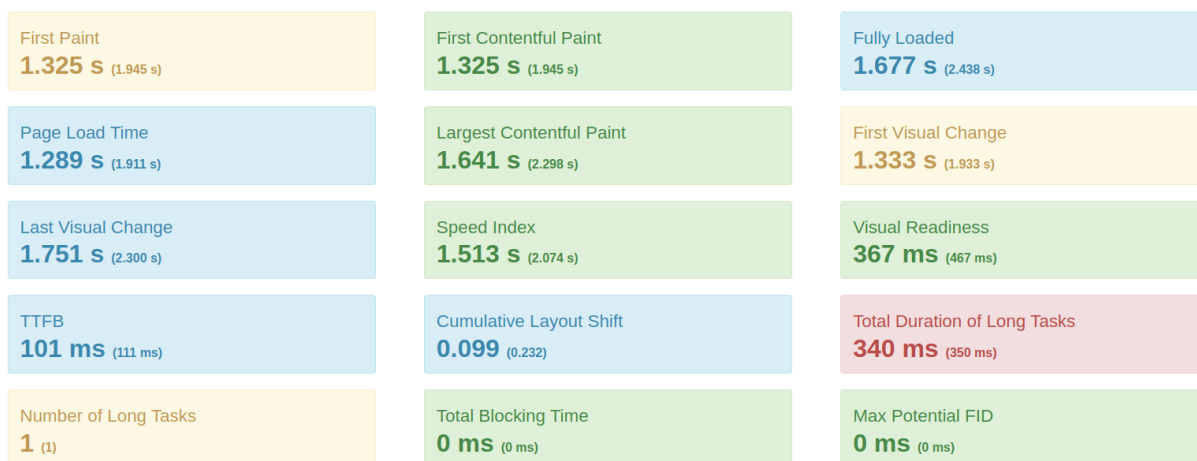 First Paint
1.325 s (1.945 s)
First Contentful Paint
1.325 s (1.945 s)
Fully Loaded
1.677 s (2.438 s)
Page Load Time
1.289 s (1.911 s)
Largest Contentful Paint
1.641 s (2.298 s)
First Visual Change
1.333 s (1.933 s)
Last Visual Change
1.751 s (2.300 s)
Speed Index
1.513 s (2.074 s)
Visual Readiness
367 ms (467 ms)
TTFB
101 ms (111 ms)
Cumulative Layout Shift
0.099 (0.232)
Total Duration of Long Tasks
340 ms (350 ms)
Number of Long Tasks
1 (1)
Total Blocking Time
0 ms (0 ms)
Max Potential FID
0 ms (0 ms)